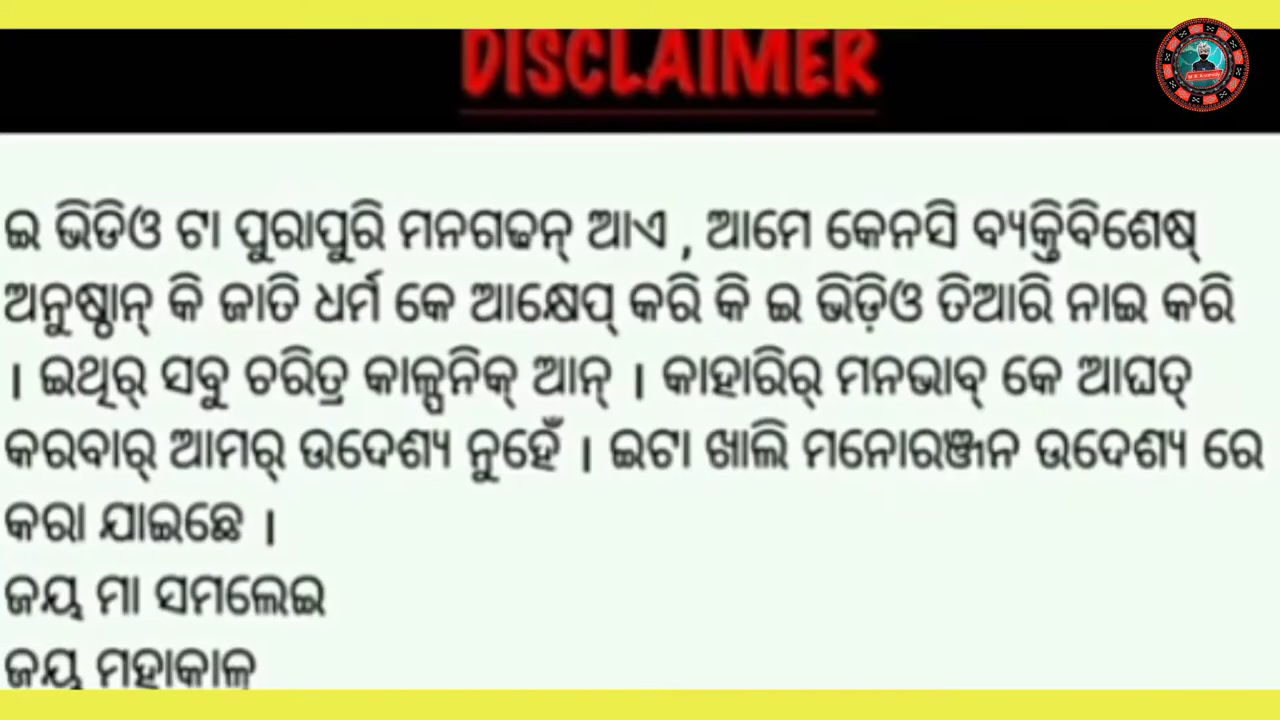 DISCLAIMER
ଇ ଭିଡିଓ ଟା ପୁରାପୁରି ମନଗଢନ୍ ଆଏ , ଆମେ କେନସି ବ୍ୟକ୍ତିବିଶେଷ୍
ଅନୁଷ୍ଠାନ୍ କି ଜାତି ଧର୍ମ କେ ଆକ୍ଷେପ୍ କରି କି ଇ ଭିଡ଼ିଓ ତିଆରି ନାଇ କରି
। ଇଥିର୍ ସବୁ ଚରିତ୍ର କାଳ୍ପନିକ୍ ଆନ୍ । କାହାରିର୍ ମନଭାବ୍ କେ ଆଘତ୍
କରବାର୍ ଆମର୍ ଉଦେଶ୍ୟ ନୁହେଁ । ଇଟା ଖାଲି ମନୋରଞ୍ଜନ ଉଦେଶ୍ୟ ରେ
କରା ଯାଇଛେ ।
ଜୟ ମା ସମଲେଇ
ଜୟ ମହାକାଳ